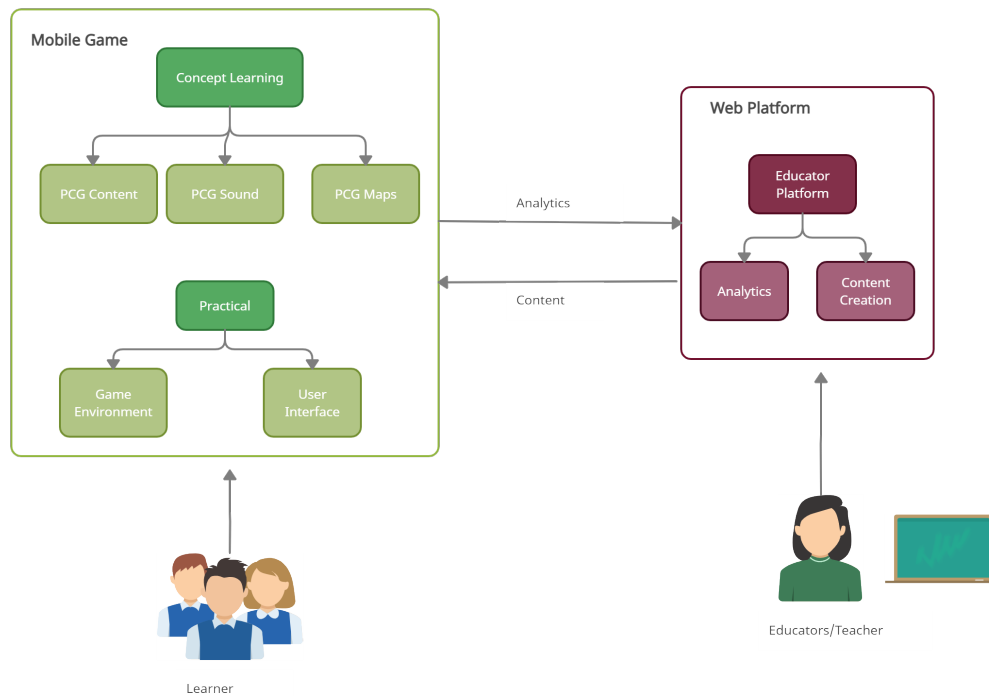 Mobile Game
Concept Learning
PCG Content
PCG Sound
PCG Maps
Practical
Game
Environment
User
Interface
Analytics
Content
Web Platform
Educator
Platform
Analytics
Content
Creation
Learner
Educators/Teacher